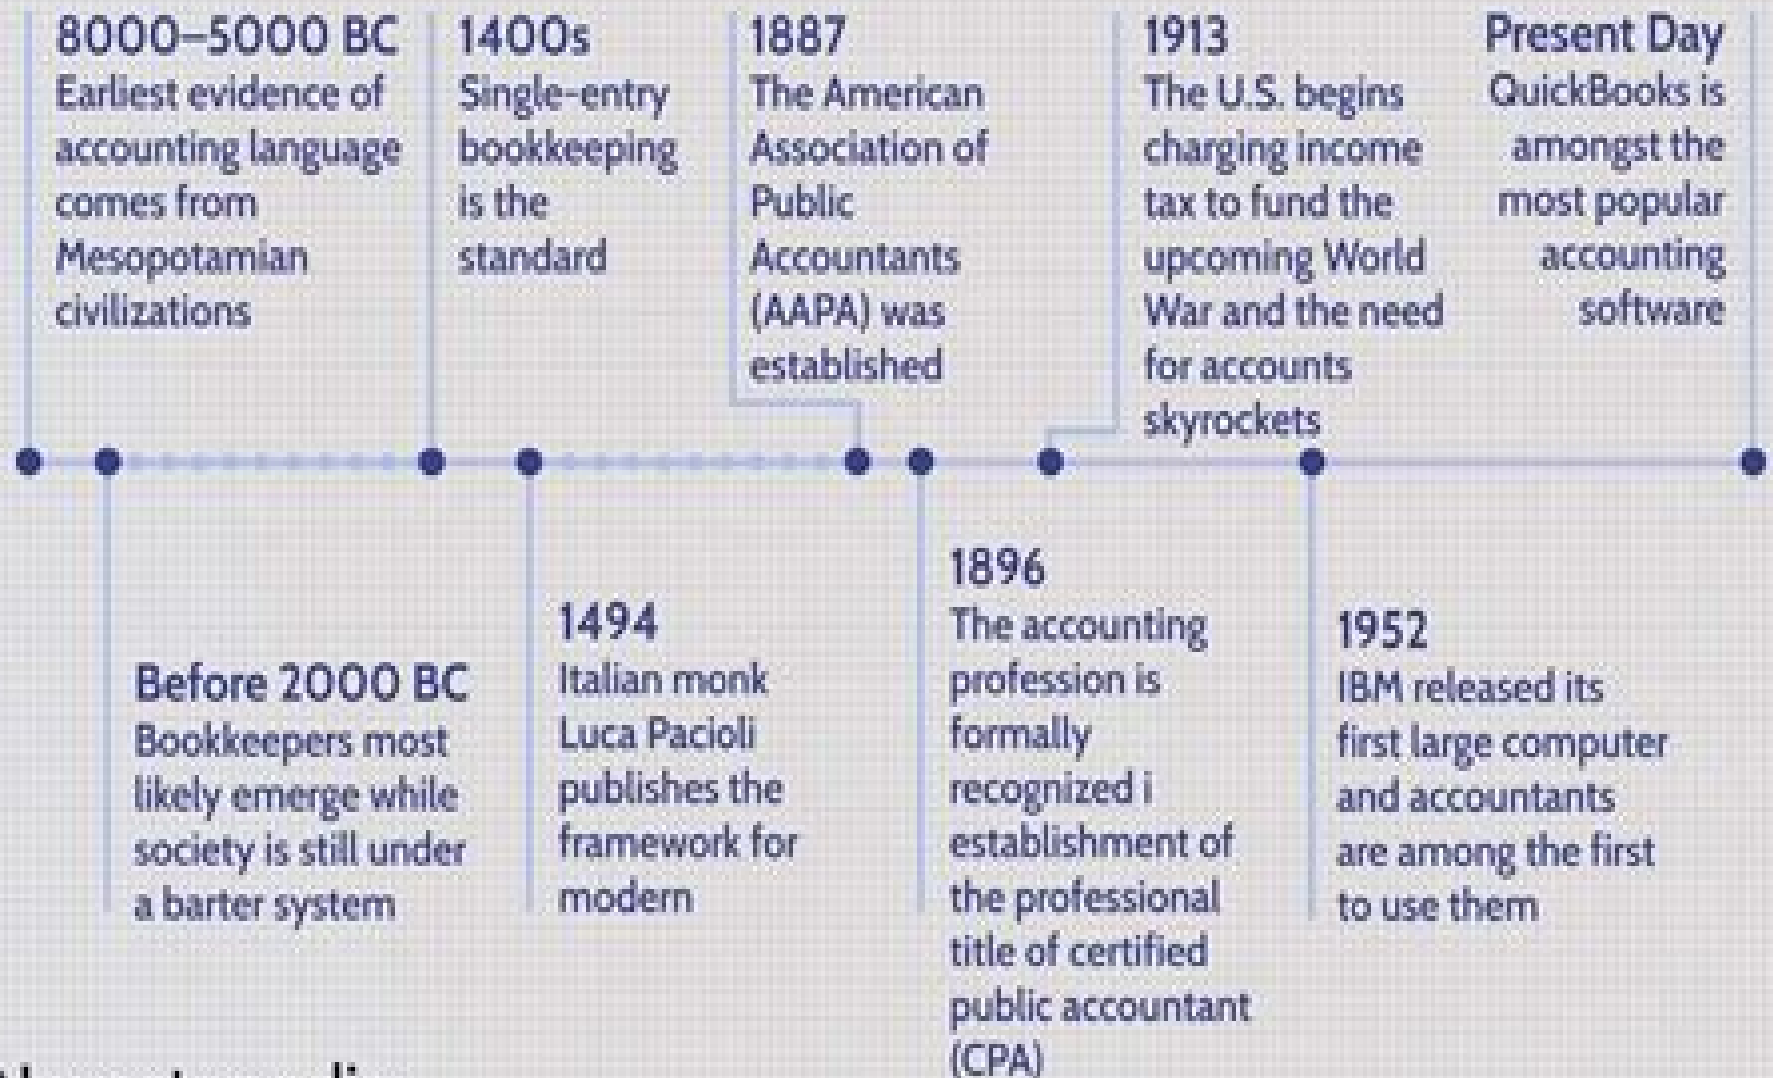 8000–5000 BC
Earliest evidence of
accounting language
comes from
Mesopotamian
civilizations
1400s
Single-entry
bookkeeping
is the
standard
1887
The American
Association of
Public
Accountants
(AAPA) was
established
1913
The U.S. begins
charging income
tax to fund the
upcoming World
War and the need
for accounts
skyrockets
Present Day
QuickBooks is
amongst the
most popular
accounting
software
Before 2000 BC
Bookkeepers most
likely emerge while
society is still under
a barter system
1494
Italian monk
Luca Pacioli
publishes the
framework for
modern
1896
The accounting
profession is
formally
recognized i
establishment of
the professional
title of certified
public accountant
(CPA)
1952
IBM released its
first large computer
and accountants
are among the first
to use them